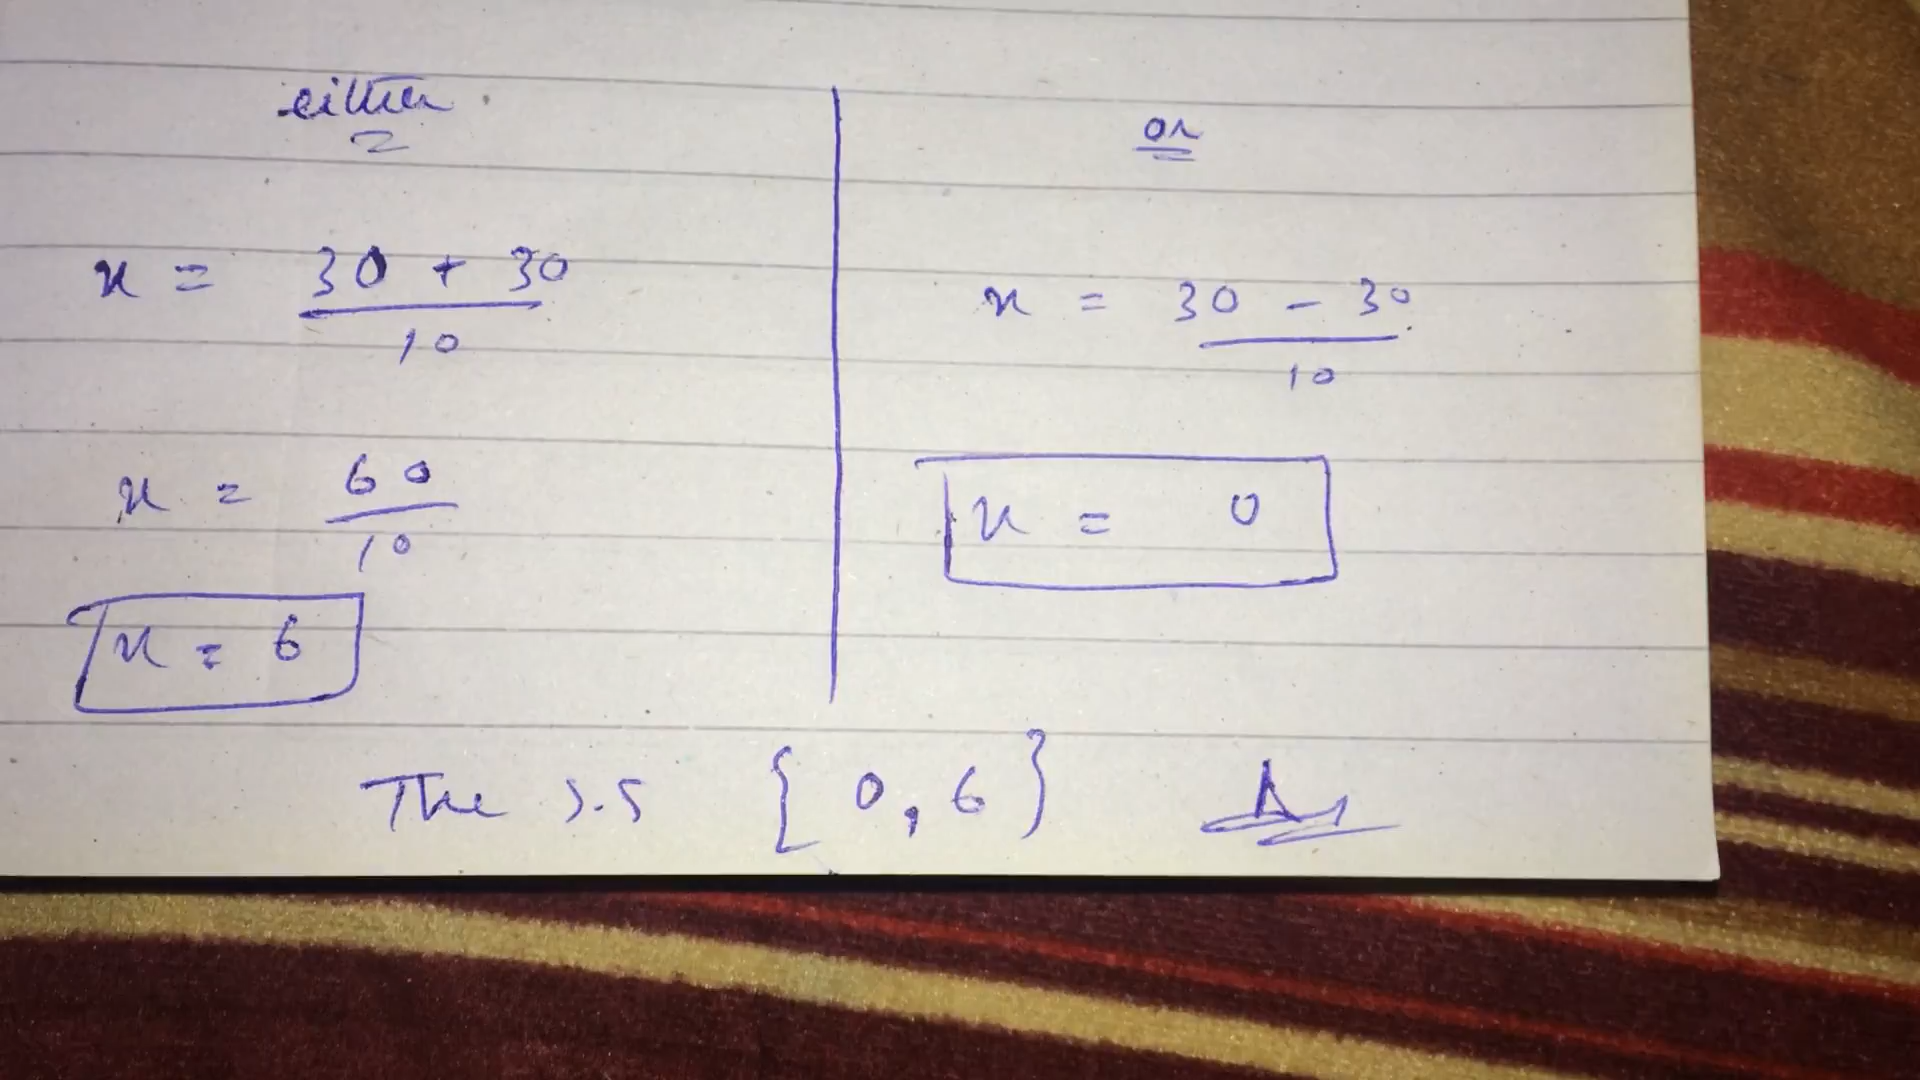 either
x = 30 + 30 / 10
x = 60 / 10
x = 6
or
x = 30 - 30 / 10
x = 0
The S.S { 0, 6 }